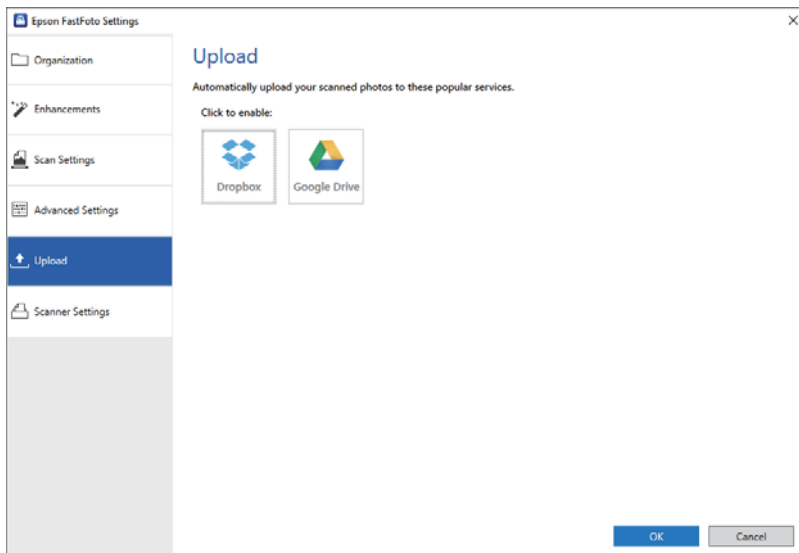 Epson FastFoto Settings
Organization
Enhancements
Scan Settings
Advanced Settings
Upload
Scanner Settings
Upload
Automatically upload your scanned photos to these popular services.
Click to enable:
Dropbox
Google Drive
OK
Cancel